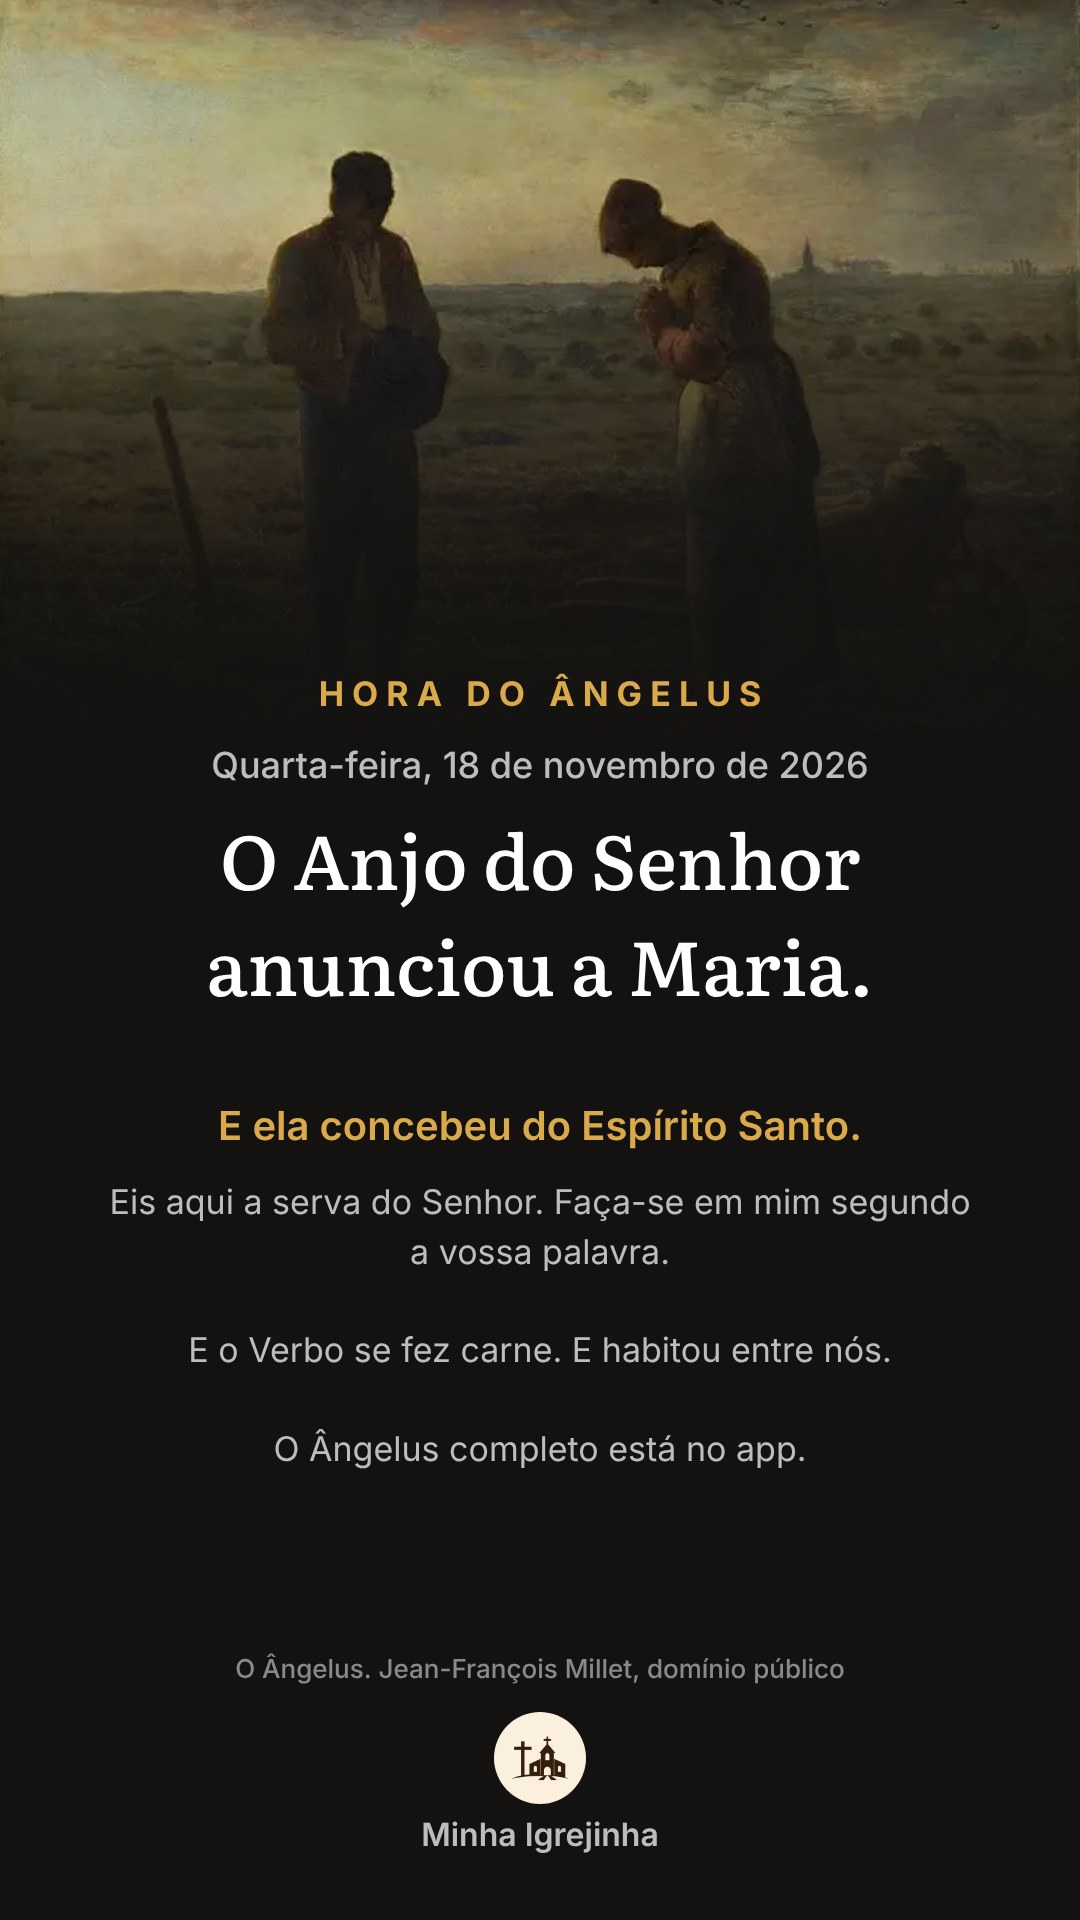 HORA DO ÂNGELUS
Quarta-feira, 18 de novembro de 2026
O Anjo do Senhor
anunciou a Maria.
E ela concebeu do Espírito Santo.
Eis aqui a serva do Senhor. Faça-se em mim segundo
a vossa palavra.
E o Verbo se fez carne. E habitou entre nós.
O Ângelus completo está no app.
O Ângelus. Jean-François Millet, domínio público
Minha Igrejinha